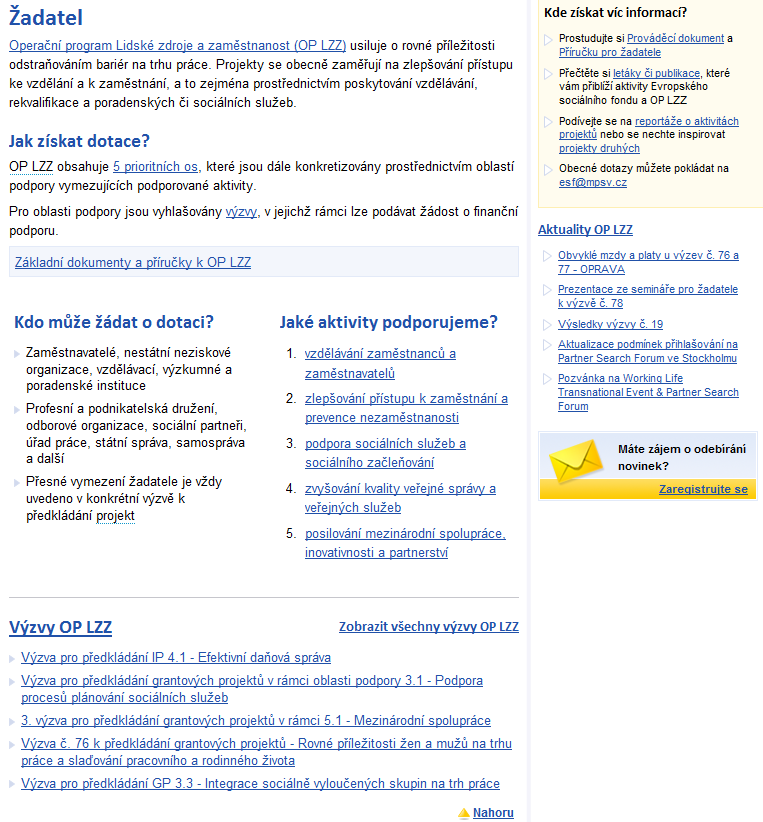 Žadatel
Operační program Lidské zdroje a zaměstnanost (OP LZZ) usiluje o rovné příležitosti
odstraňováním bariér na trhu práce. Projekty se obecně zaměřují na zlepšování přístupu
ke vzdělání a k zaměstnání, a to zejména prostřednictvím poskytování vzdělávání,
rekvalifikace a poradenských či sociálních služeb.
Jak získat dotace?
OP LZZ obsahuje 5 prioritních os, které jsou dále konkretizovány prostřednictvím oblastí
podpory vymezujících podporované aktivity.
Pro oblasti podpory jsou vyhlašovány výzvy, v jejichž rámci lze podávat žádost o finanční
podporu.
Základní dokumenty a příručky k OP LZZ
Kdo může žádat o dotaci?
Zaměstnavatelé, nestátní neziskové
organizace, vzdělávací, výzkumné a
poradenské instituce
Profesní a podnikatelská družení,
odborové organizace, sociální partneři,
úřad práce, státní správa, samospráva
a další
Přesné vymezení žadatele je vždy
uvedeno v konkrétní výzvě k
předkládání projekt
Jaké aktivity podporujeme?
1. vzdělávání zaměstnanců a
zaměstnavatelů
2. zlepšování přístupu k zaměstnání a
prevence nezaměstnanosti
3. podpora sociálních služeb a
sociálního začleňování
4. zvyšování kvality veřejné správy a
veřejných služeb
5. posilování mezinárodní spolupráce,
inovativnosti a partnerství
Výzvy OP LZZ
Zobrazit všechny výzvy OP LZZ
Výzva pro předkládání IP 4.1 - Efektivní daňová správa
Výzva pro předkládání grantových projektů v rámci oblasti podpory 3.1 - Podpora
procesů plánování sociálních služeb
3. výzva pro předkládání grantových projektů v rámci 5.1 - Mezinárodní spolupráce
Výzva č. 76 k předkládání grantových projektů - Rovné příležitosti žen a mužů na trhu
práce a slaďování pracovního a rodinného života
Výzva pro předkládání GP 3.3 - Integrace sociálně vyloučených skupin na trh práce
Nahoru
Kde získat víc informací?
Prostudujte si Prováděcí dokument a
Příručku pro žadatele
Přečtěte si letáky či publikace, které
vám přiblíží aktivity Evropského
sociálního fondu a OP LZZ
Podívejte se na reportáže o aktivitách
projektů nebo se nechte inspirovat
projekty druhých
Obecné dotazy můžete pokládat na
esf@mpsv.cz
Aktuality OP LZZ
Obvyklé mzdy a platy u výzev č. 76 a
77 - OPRAVA
Prezentace ze semináře pro žadatele
k výzvě č. 78
Výsledky výzvy č. 19
Aktualizace podmínek přihlašování na
Partner Search Forum ve Stockholmu
Pozvánka na Working Life
Transnational Event & Partner Search
Forum
Máte zájem o odebírání
novinek?
Zaregistrujte se